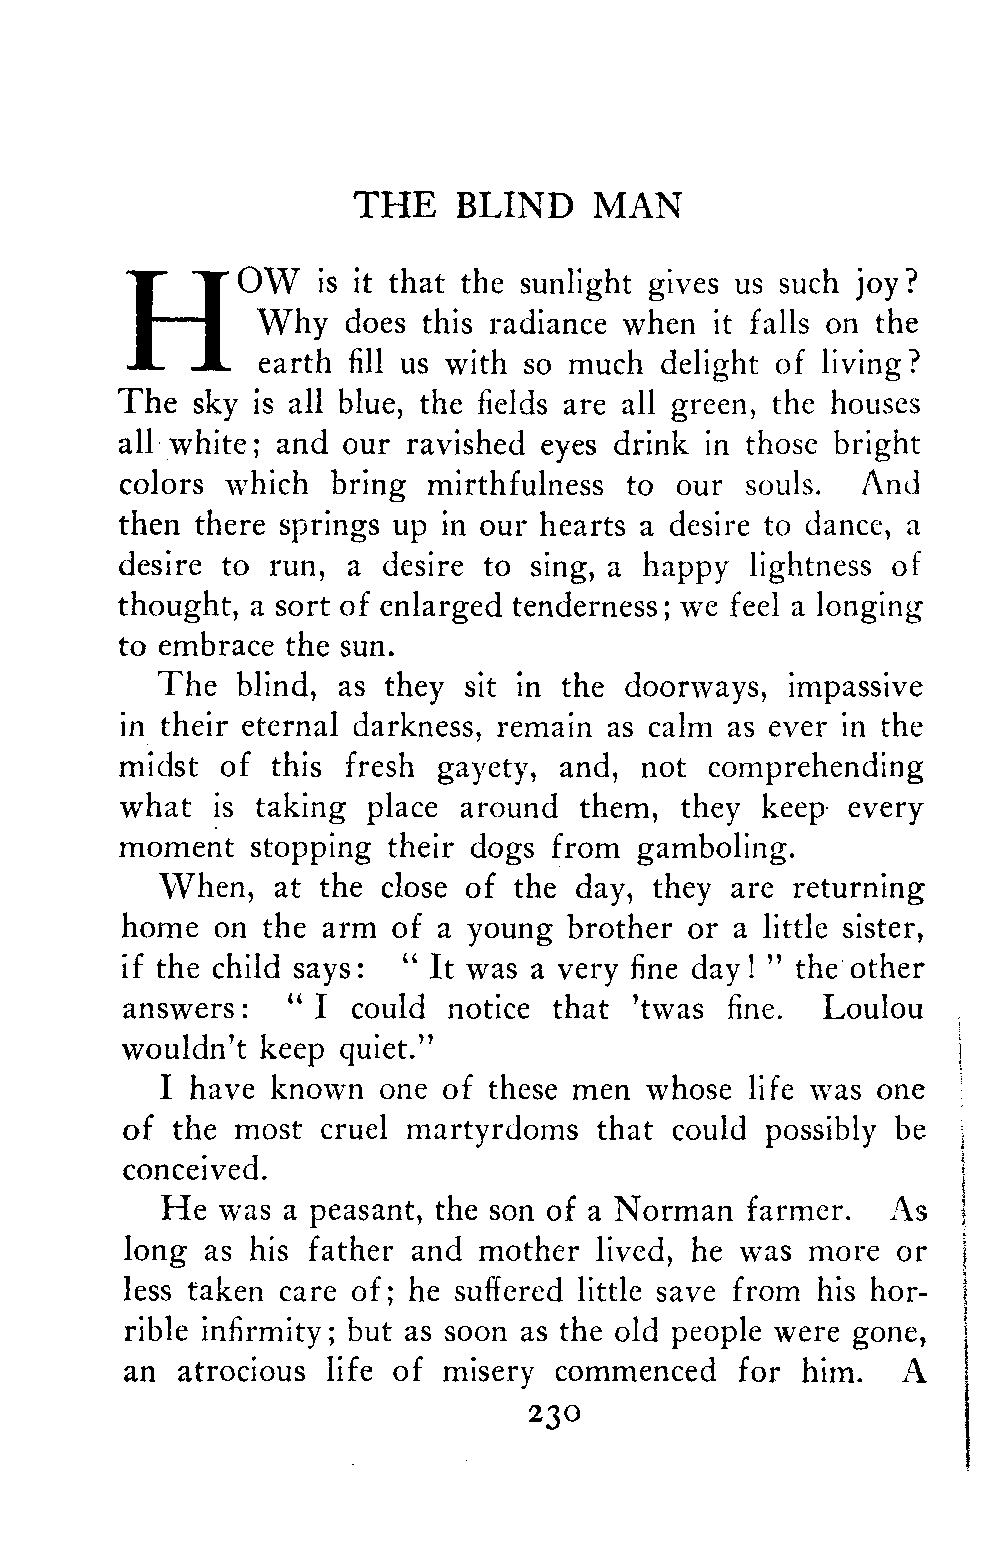 THE BLIND MAN
HOW is it that the sunlight gives us such joy?
Why does this radiance when it falls on the
earth fill us with so much delight of living?
The sky is all blue, the fields are all green, the houses
all white; and our ravished eyes drink in those bright
colors which bring mirthfulness to our souls. And
then there springs up in our hearts a desire to dance, a
desire to run, a desire to sing, a happy lightness of
thought, a sort of enlarged tenderness; we feel a longing
to embrace the sun.
The blind, as they sit in the doorways, impassive
in their eternal darkness, remain as calm as ever in the
midst of this fresh gayety, and, not comprehending
what is taking place around them, they keep every
moment stopping their dogs from gamboling.
When, at the close of the day, they are returning
home on the arm of a young brother or a little sister,
if the child says: “ It was a very fine day! ” the other
answers: “ I could notice that ’twas fine. Loulou
wouldn’t keep quiet.”
I have known one of these men whose life was one
of the most cruel martyrdoms that could possibly be
conceived.
He was a peasant, the son of a Norman farmer. As
long as his father and mother lived, he was more or
less taken care of; he suffered little save from his hor-
rible infirmity; but as soon as the old people were gone,
an atrocious life of misery commenced for him. A
230